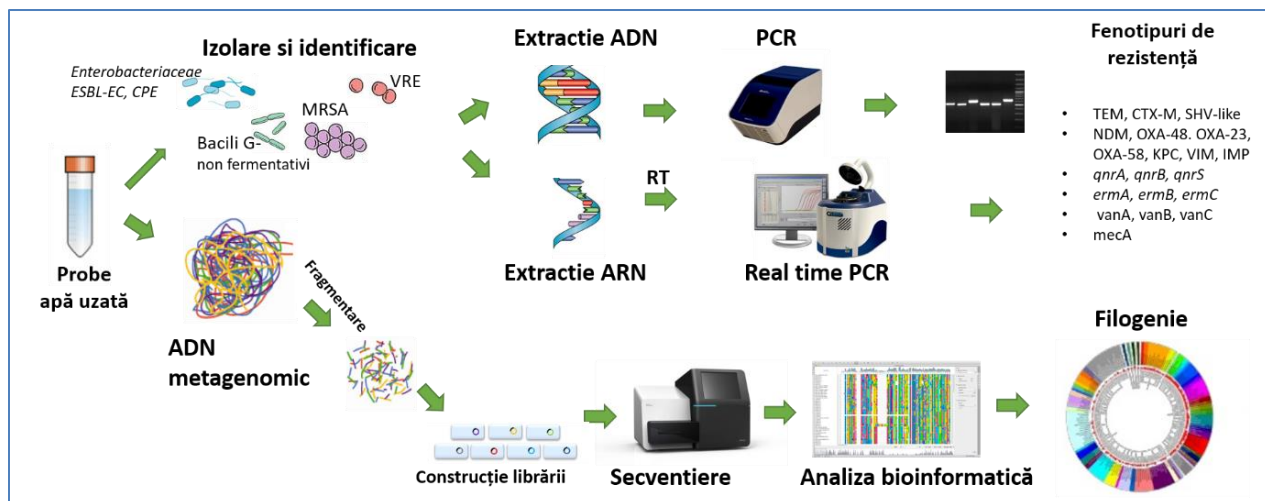 Izolare si identificare
Enterobacteriaceae
ESBL-EC, CPE
VRE
MRSA
Bacili G-
non fermentativi
Probe
apă uzată
Extractie ADN
PCR
RT
Extractie ARN
Real time PCR
Fenotipuri de
rezistență
• TEM, CTX-M, SHV-like
• NDM, OXA-48. OXA-23,
OXA-58, KPC, VIM, IMP
• qnrA, qnrB, qnrS
• ermA, ermB, ermC
• vanA, vanB, vanC
• mecA
ADN
metagenomic
Fragmentare
Construcție librării
Secventiere
Analiza bioinformatică
Filogenie